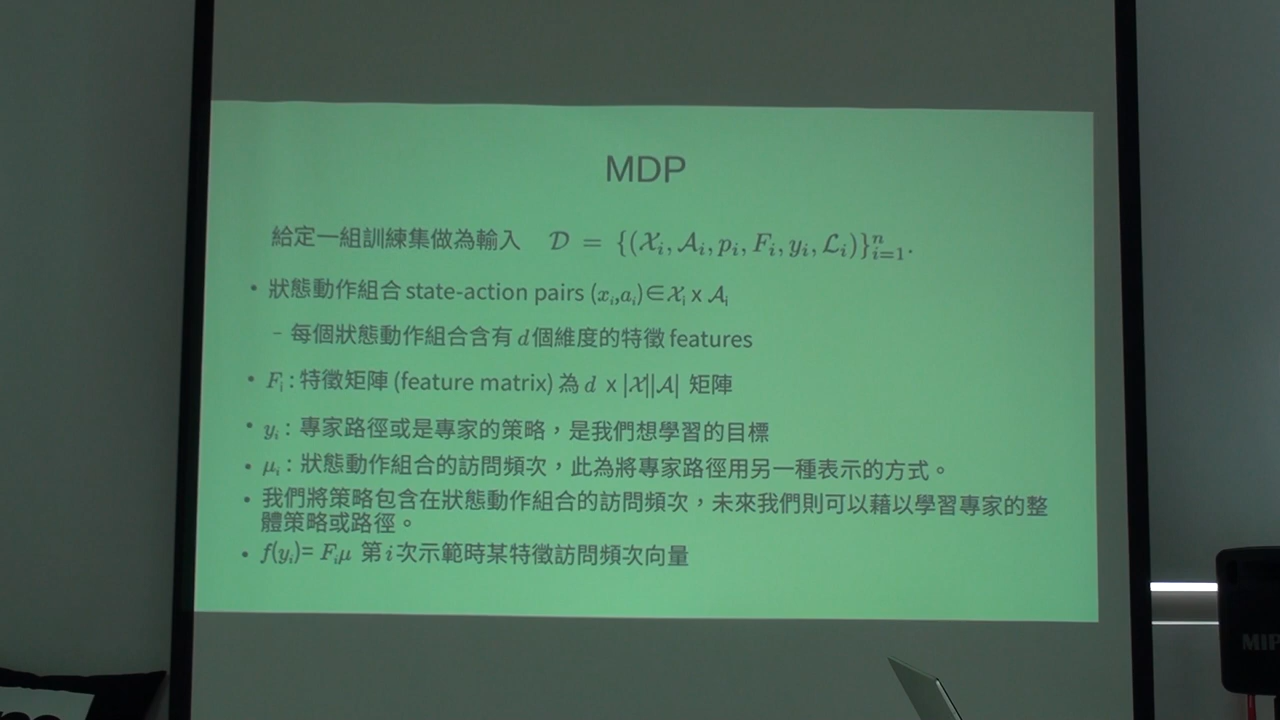 MDP
給定一組訓練集做為輸入 𝒟 = {(𝒳ᵢ, 𝒜ᵢ, pᵢ, Fᵢ, yᵢ, ℒᵢ)}ⁿᵢ₌₁.
• 狀態動作組合 state-action pairs (xᵢ,aᵢ)∈𝒳ᵢ x 𝒜ᵢ
– 每個狀態動作組合含有 d 個維度的特徵 features
• Fᵢ : 特徵矩陣 (feature matrix) 為 d x |𝒳||𝒜| 矩陣
• yᵢ : 專家路徑或是專家的策略，是我們想學習的目標
• μᵢ : 狀態動作組合的訪問頻次，此為將專家路徑用另一種表示的方式。
• 我們將策略包含在狀態動作組合的訪問頻次，未來我們則可以藉以學習專家的整
體策略或路徑。
• f(yᵢ)= Fᵢμ 第 i 次示範時某特徵訪問頻次向量